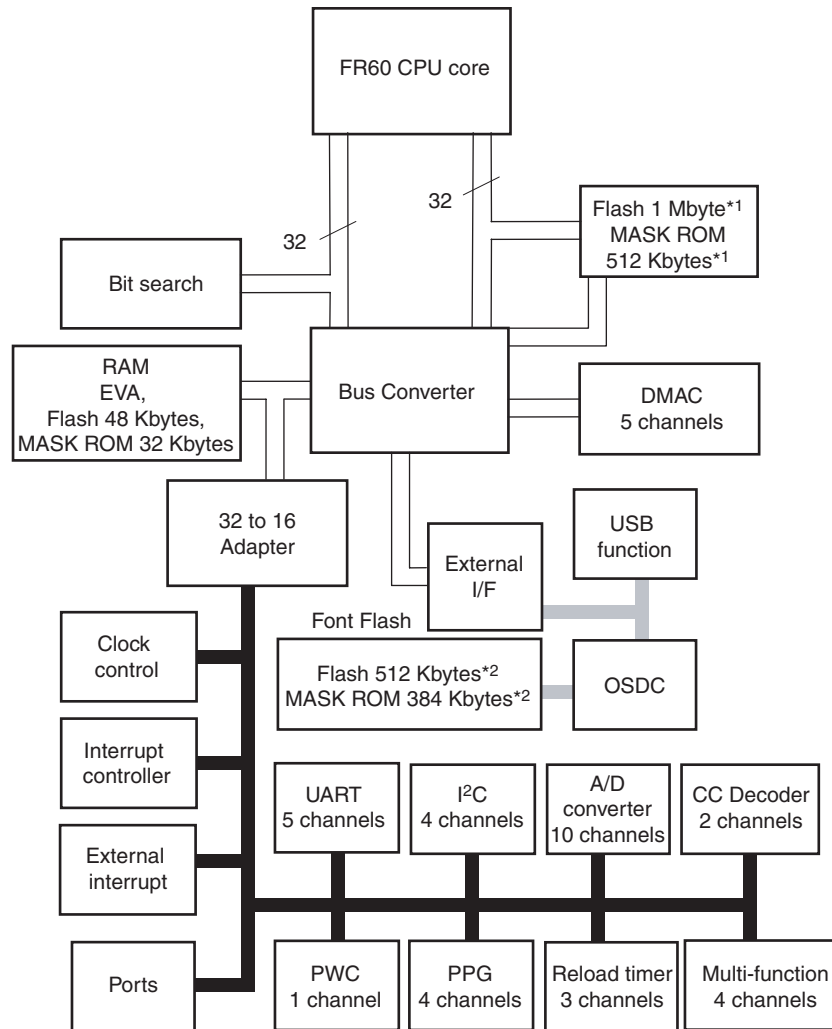 FR60 CPU core
32
32
Flash 1 Mbyte*1
MASK ROM
512 Kbytes*1
Bit search
RAM
EVA,
Flash 48 Kbytes,
MASK ROM 32 Kbytes
Bus Converter
DMAC
5 channels
32 to 16
Adapter
External
I/F
USB
function
Font Flash
Flash 512 Kbytes*2
MASK ROM 384 Kbytes*2
OSDC
Clock
control
Interrupt
controller
External
interrupt
Ports
UART
5 channels
I²C
4 channels
A/D
converter
10 channels
CC Decoder
2 channels
PWC
1 channel
PPG
4 channels
Reload timer
3 channels
Multi-function
4 channels